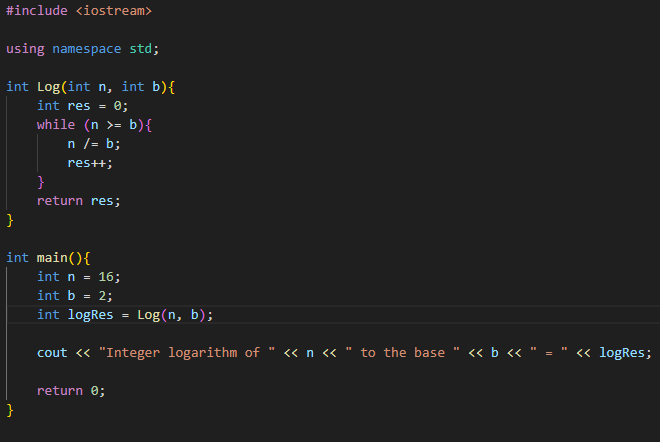 #include <iostream>
using namespace std;
int Log(int n, int b){
    int res = 0;
    while (n >= b){
        n /= b;
        res++;
    }
    return res;
}
int main(){
    int n = 16;
    int b = 2;
    int logRes = Log(n, b);
    cout << "Integer logarithm of " << n << " to the base " << b << " = " << logRes;
    return 0;
}